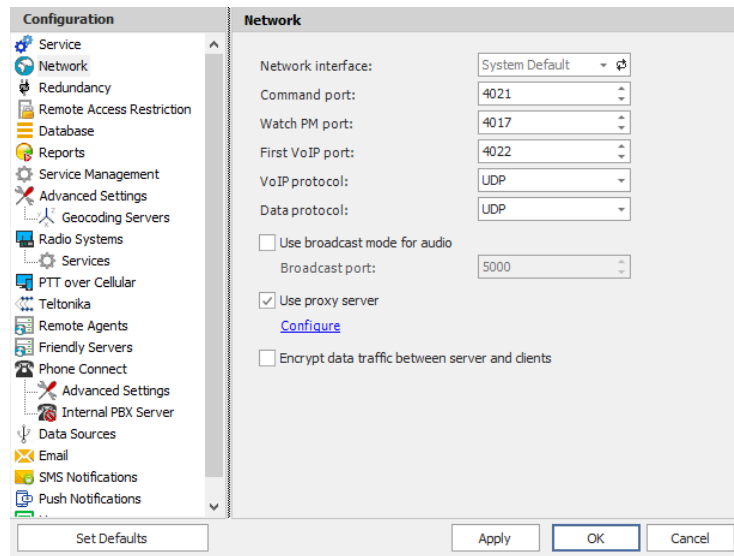 Configuration
Service
Network
Redundancy
Remote Access Restriction
Database
Reports
Service Management
Advanced Settings
Geocoding Servers
Radio Systems
Services
PTT over Cellular
Teltonika
Remote Agents
Friendly Servers
Phone Connect
Advanced Settings
Internal PBX Server
Data Sources
Email
SMS Notifications
Push Notifications
Set Defaults
Network
Network interface: System Default
Command port: 4021
Watch PM port: 4017
First VoIP port: 4022
VoIP protocol: UDP
Data protocol: UDP
Use broadcast mode for audio
Broadcast port: 5000
Use proxy server
Configure
Encrypt data traffic between server and clients
Apply OK Cancel